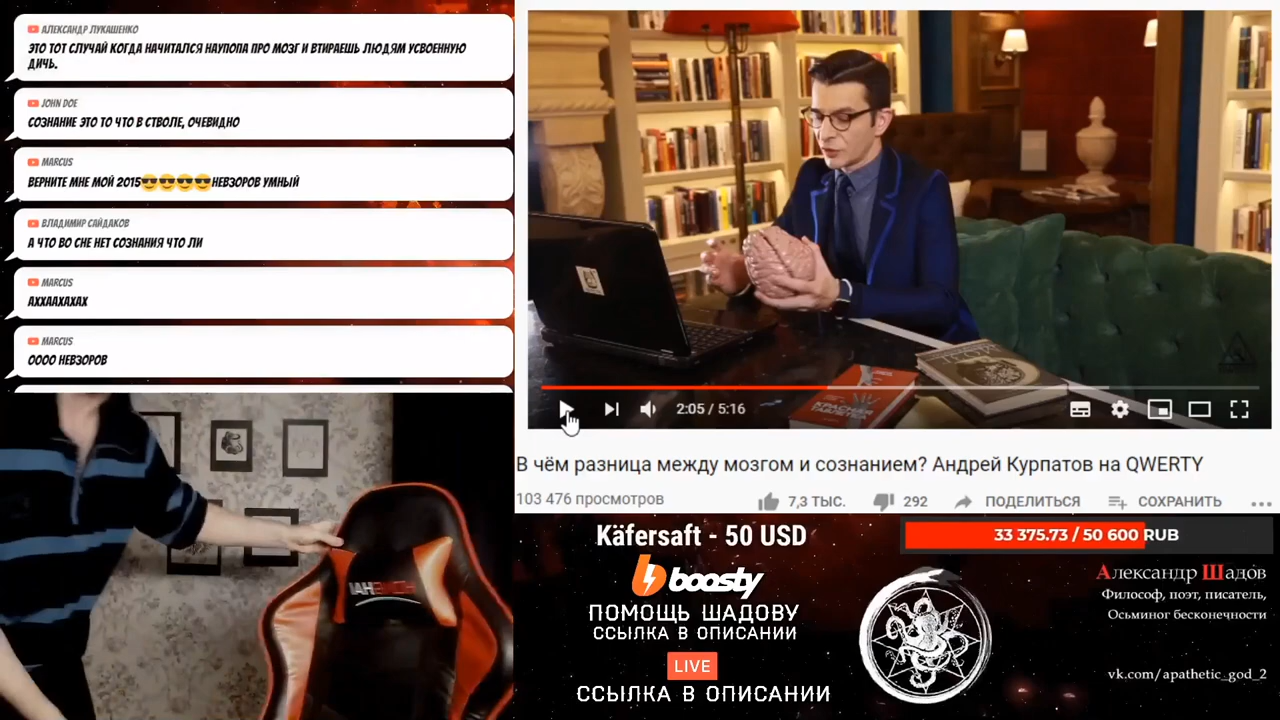 АЛЕКСАНДР ЛУКАШЕНКО
ЭТО ТОТ СЛУЧАЙ КОГДА НАЧИТАЛСЯ НАУПОПА ПРО МОЗГ И ВТИРАЕШЬ ЛЮДЯМ УСВОЕННУЮ
ДИЧЬ.
JOHN DOE
СОЗНАНИЕ ЭТО ТО ЧТО В СТВОЛЕ, ОЧЕВИДНО
MARCUS
ВЕРНИТЕ МНЕ МОЙ 2015😎😎😎😎НЕВЗОРОВ УМНЫЙ
ВЛАДИМИР САЙДАКОВ
А ЧТО ВО СНЕ НЕТ СОЗНАНИЯ ЧТО ЛИ
MARCUS
АХХААХАХАХ
MARCUS
ОООО НЕВЗОРОВ
КРАСНАЯ
2:05 / 5:16
В чём разница между мозгом и сознанием? Андрей Курпатов на QWERTY
103 476 просмотров
7,3 ТЫС.
292
ПОДЕЛИТЬСЯ
СОХРАНИТЬ
Käfersaft - 50 USD
boosty
ПОМОЩЬ ШАДОВУ
ССЫЛКА В ОПИСАНИИ
LIVE
ССЫЛКА В ОПИСАНИИ
33 375.73 / 50 600 RUB
Александр Шадов
Философ, поэт, писатель,
Осьминог бесконечности
vk.com/apathetic_god_2